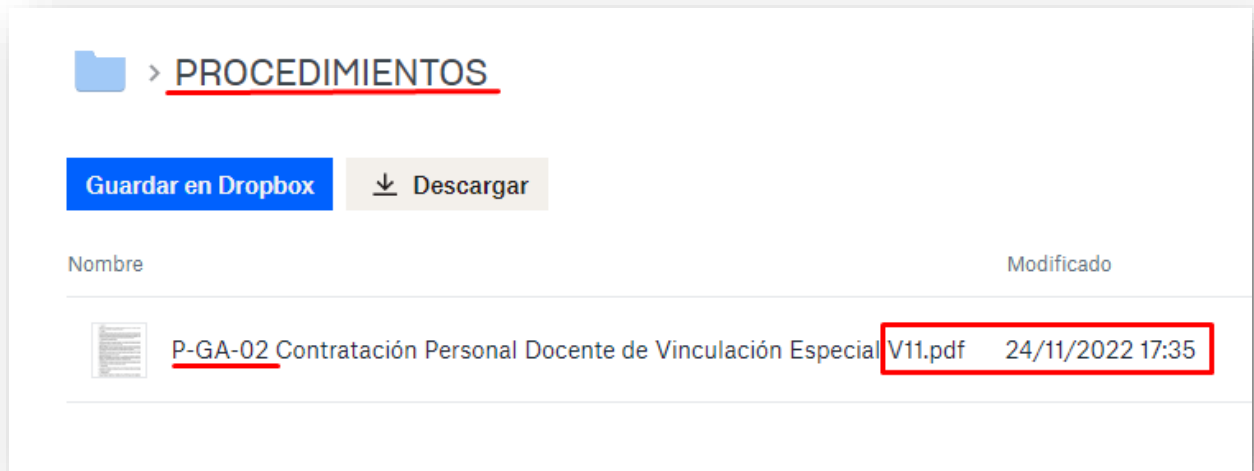 > PROCEDIMIENTOS
Guardar en Dropbox Descargar
Nombre Modificado
P-GA-02 Contratación Personal Docente de Vinculación Especial V11.pdf 24/11/2022 17:35